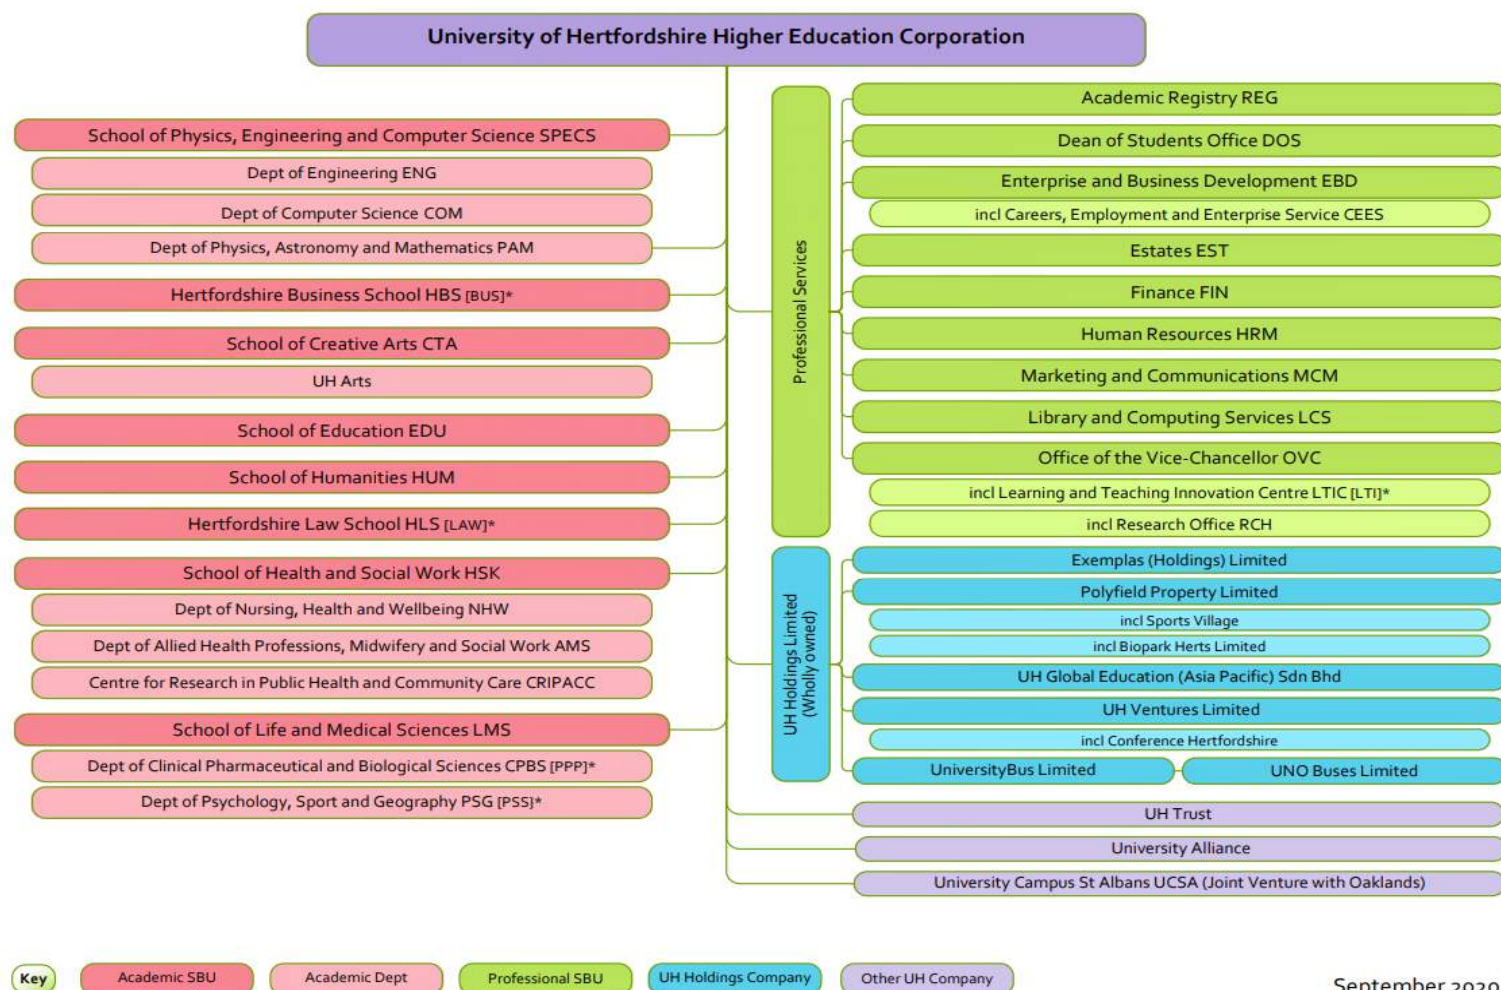 University of Hertfordshire Higher Education Corporation
School of Physics, Engineering and Computer Science SPECS
Dept of Engineering ENG
Dept of Computer Science COM
Dept of Physics, Astronomy and Mathematics PAM
Hertfordshire Business School HBS [BUS]*
School of Creative Arts CTA
UH Arts
School of Education EDU
School of Humanities HUM
Hertfordshire Law School HLS [LAW]*
School of Health and Social Work HSK
Dept of Nursing, Health and Wellbeing NHW
Dept of Allied Health Professions, Midwifery and Social Work AMS
Centre for Research in Public Health and Community Care CRIPACC
School of Life and Medical Sciences LMS
Dept of Clinical Pharmaceutical and Biological Sciences CPBS [PPP]*
Dept of Psychology, Sport and Geography PSG [PSS]*
Professional Services
Academic Registry REG
Dean of Students Office DOS
Enterprise and Business Development EBD
incl Careers, Employment and Enterprise Service CEES
Estates EST
Finance FIN
Human Resources HRM
Marketing and Communications MCM
Library and Computing Services LCS
Office of the Vice-Chancellor OVC
incl Learning and Teaching Innovation Centre LTIC [LTI]*
incl Research Office RCH
UH Holdings Limited
(Wholly owned)
Exemplas (Holdings) Limited
Polyfield Property Limited
incl Sports Village
incl Biopark Herts Limited
UH Global Education (Asia Pacific) Sdn Bhd
UH Ventures Limited
incl Conference Hertfordshire
UniversityBus Limited
UNO Buses Limited
UH Trust
University Alliance
University Campus St Albans UCSA (Joint Venture with Oaklands)
Key
Academic SBU
Academic Dept
Professional SBU
UH Holdings Company
Other UH Company
September 2020